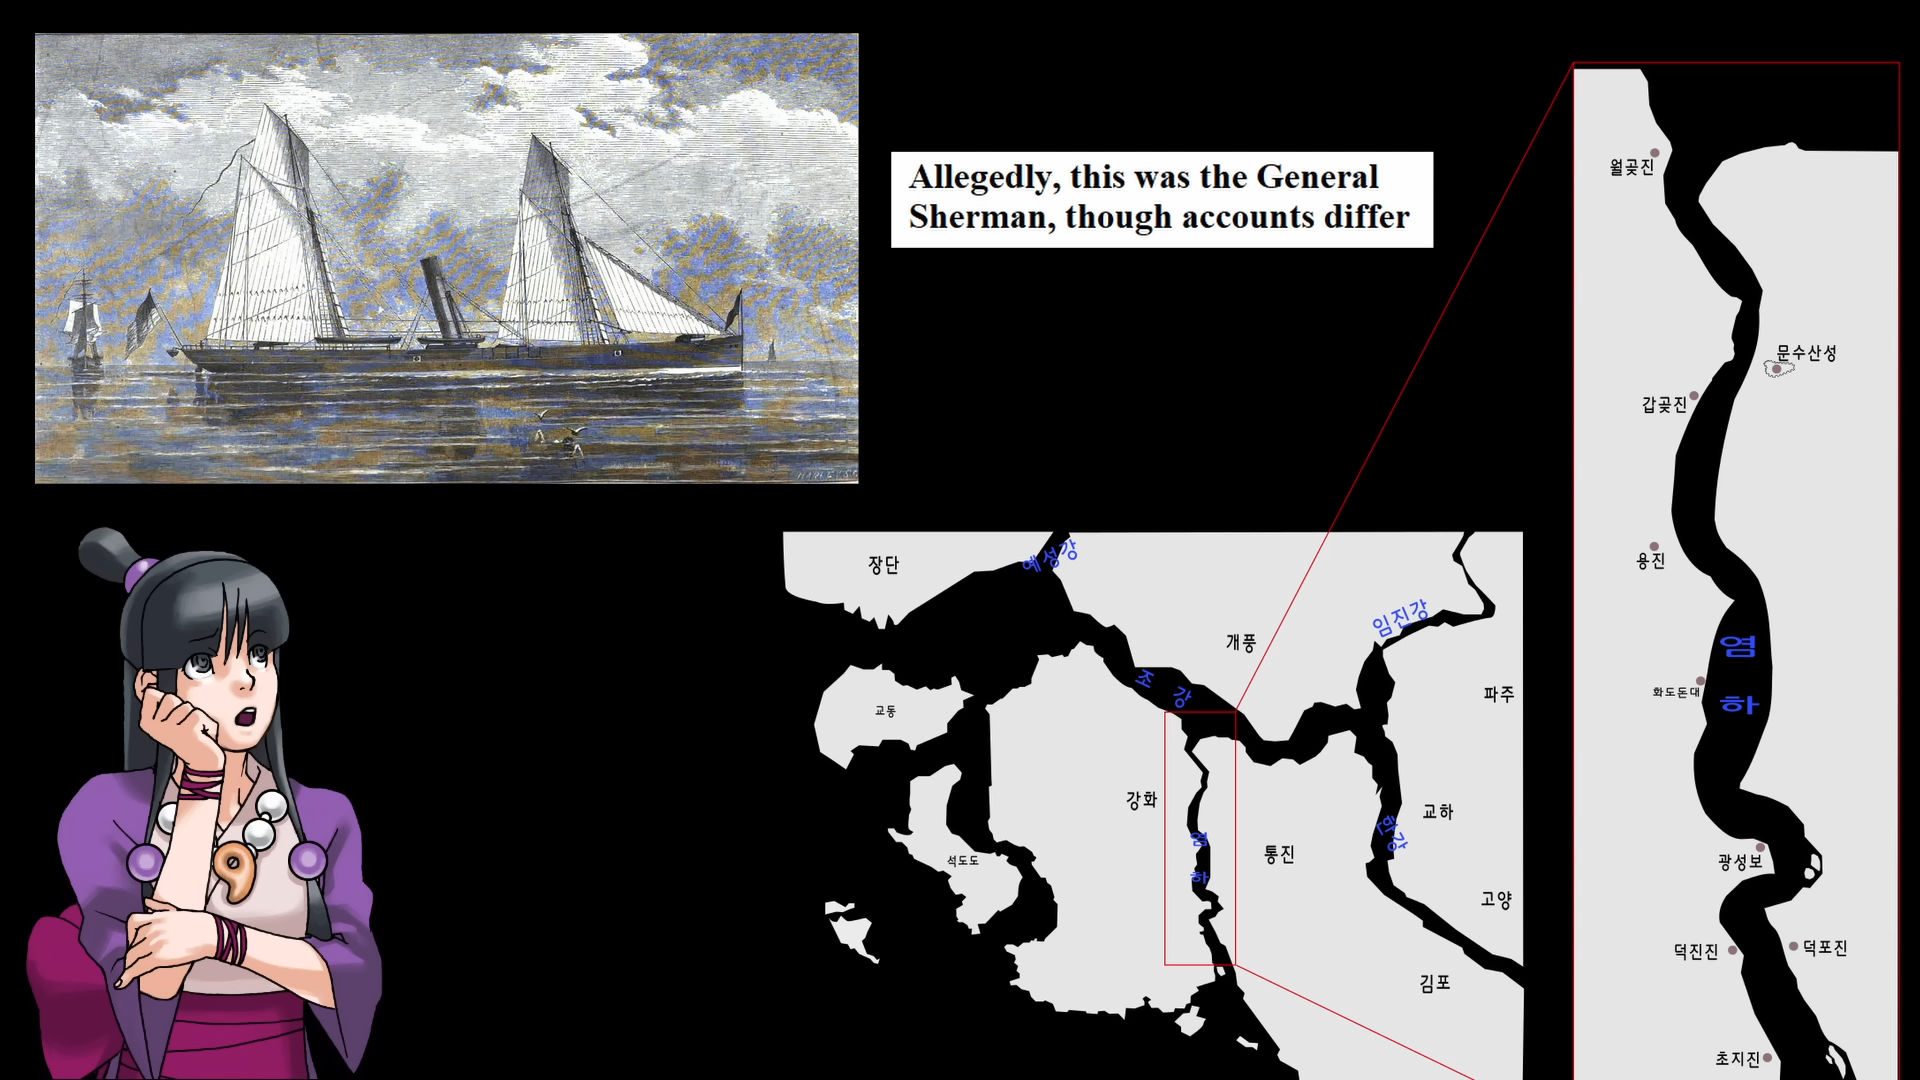 Allegedly, this was the General
Sherman, though accounts differ
장단
예성강
개풍
임진강
조 강
파주
교동
강화
염
하
통진
한강
교하
석도도
고양
김포
월곶진
문수산성
갑곶진
용진
염
하
화도돈대
광성보
덕진진
덕포진
초지진